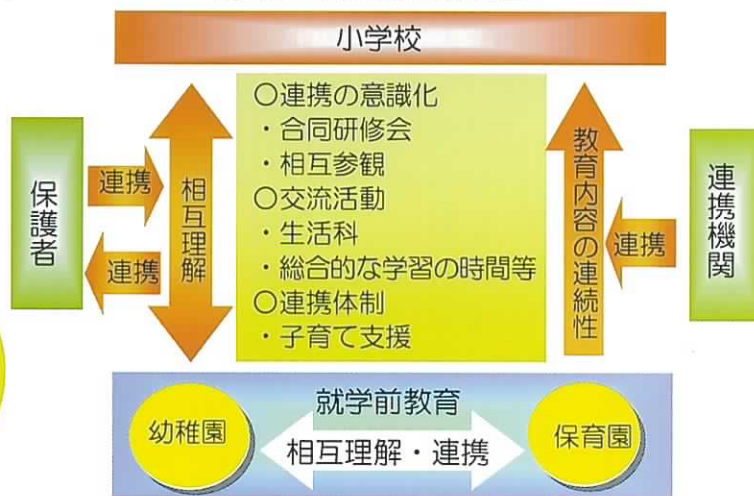 小学校
○連携の意識化
・合同研修会
・相互参観
○交流活動
・生活科
・総合的な学習の時間等
○連携体制
・子育て支援
保護者
連携
連携
相互理解
教育内容の連続性
連携
連携機関
就学前教育
幼稚園
相互理解・連携
保育園